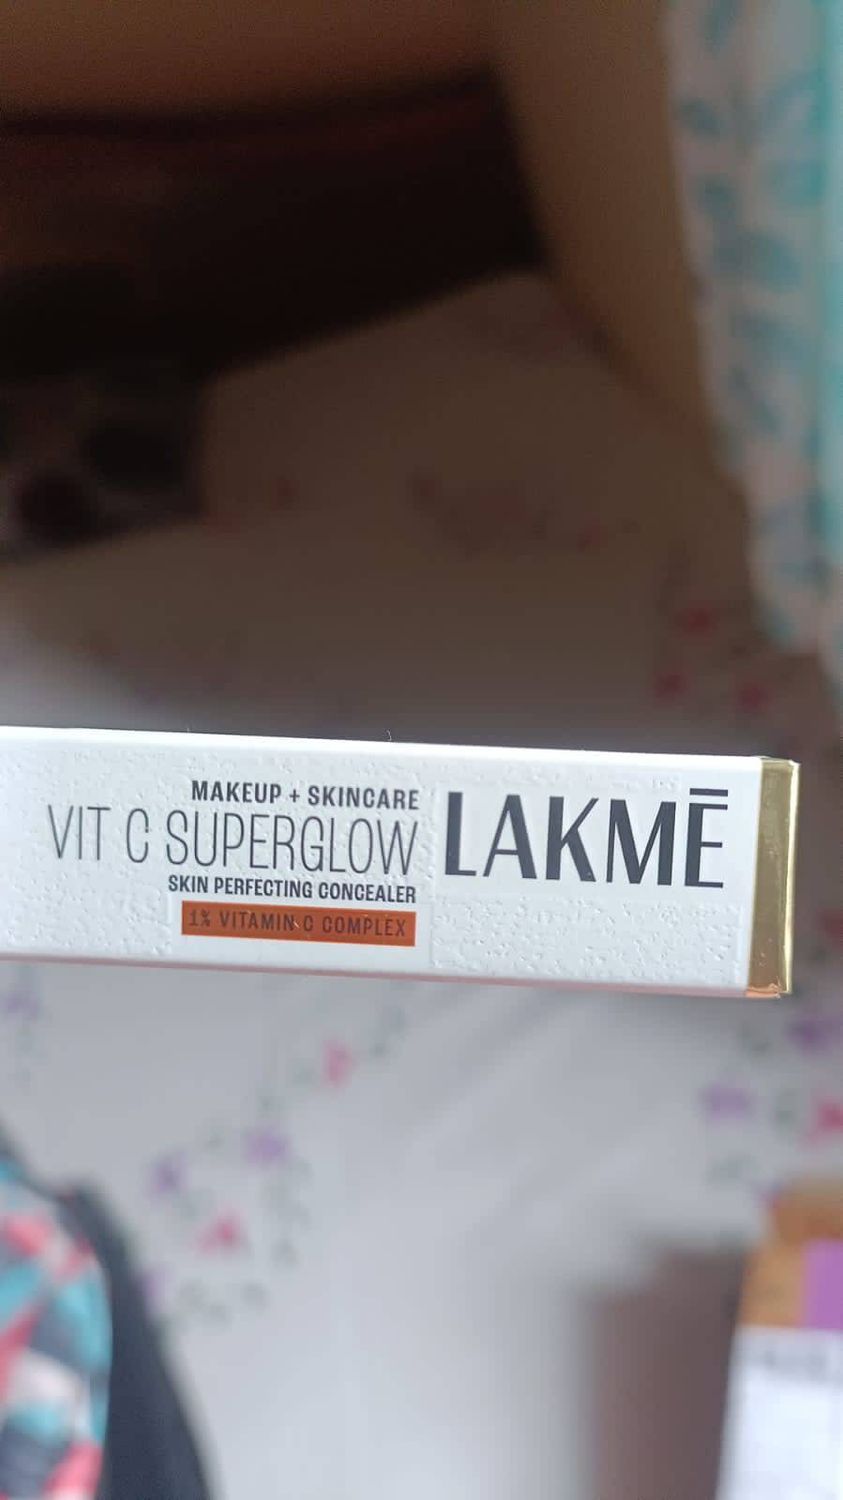 MAKEUP + SKINCARE
VIT C SUPERGLOW
SKIN PERFECTING CONCEALER
1% VITAMIN C COMPLEX
LAKMĒ